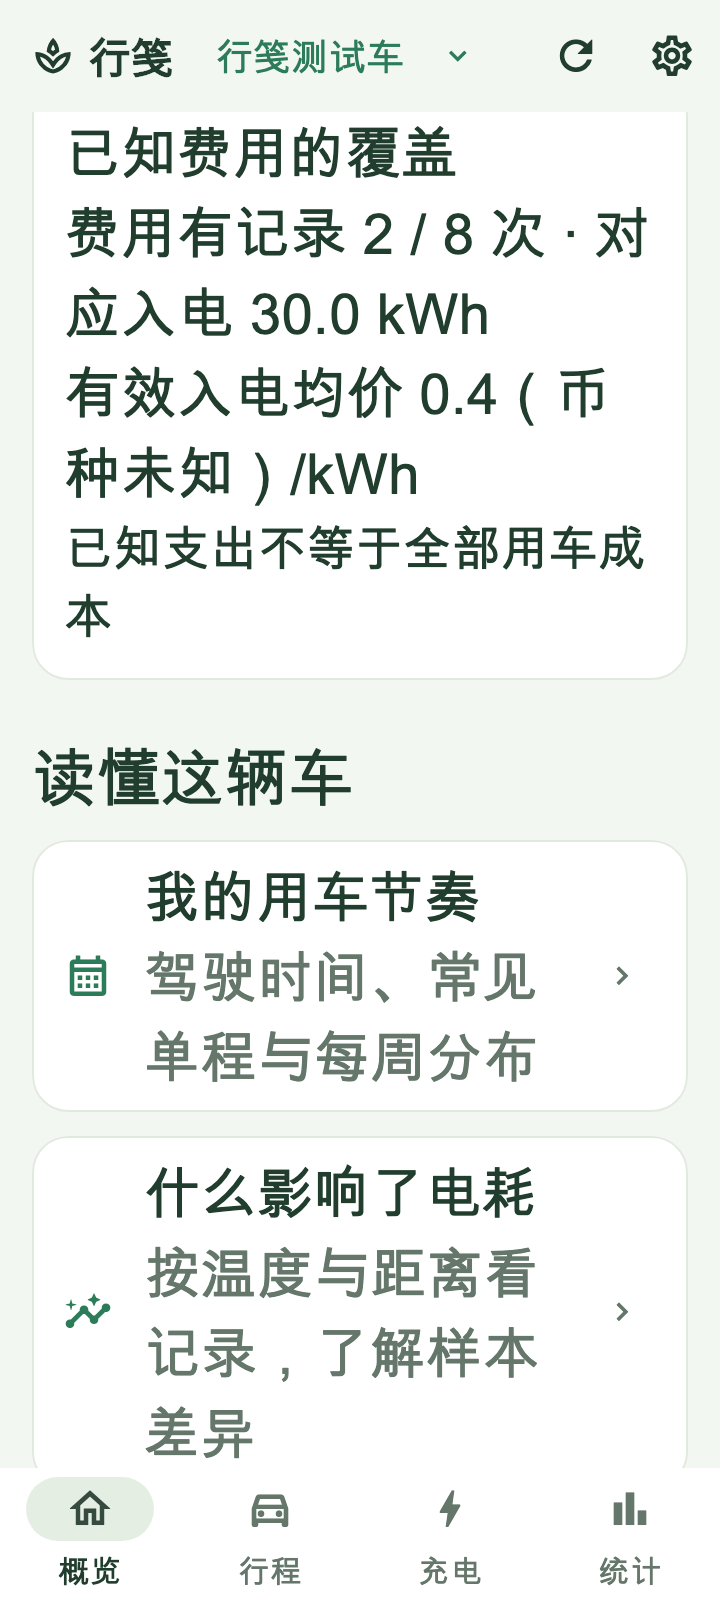 行笺 行笺测试车
已知费用的覆盖
费用有记录 2 / 8 次 · 对
应入电 30.0 kWh
有效入电均价 0.4（币
种未知）/kWh
已知支出不等于全部用车成
本
读懂这辆车
我的用车节奏
驾驶时间、常见
单程与每周分布
什么影响了电耗
按温度与距离看
记录，了解样本
差异
概览 行程 充电 统计